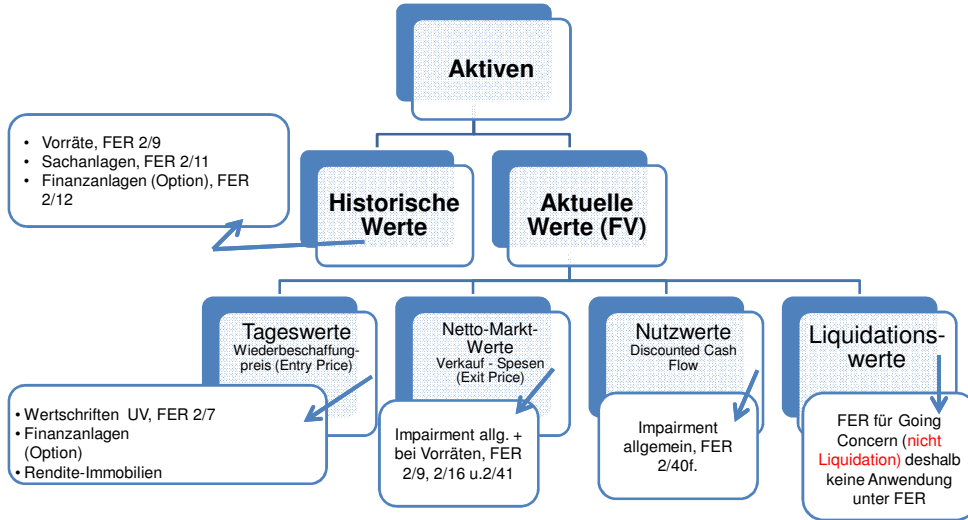 Aktiven
• Vorräte, FER 2/9
• Sachanlagen, FER 2/11
• Finanzanlagen (Option), FER
2/12
Historische
Werte
Aktuelle
Werte (FV)
Tageswerte
Wiederbeschaffung-
preis (Entry Price)
Netto-Markt-
Werte
Verkauf - Spesen
(Exit Price)
Nutzwerte
Discounted Cash
Flow
Liquidations-
werte
• Wertschriften UV, FER 2/7
• Finanzanlagen
(Option)
• Rendite-Immobilien
Impairment allg. +
bei Vorräten, FER
2/9, 2/16 u.2/41
Impairment
allgemein, FER
2/40f.
FER für Going
Concern (nicht
Liquidation) deshalb
keine Anwendung
unter FER